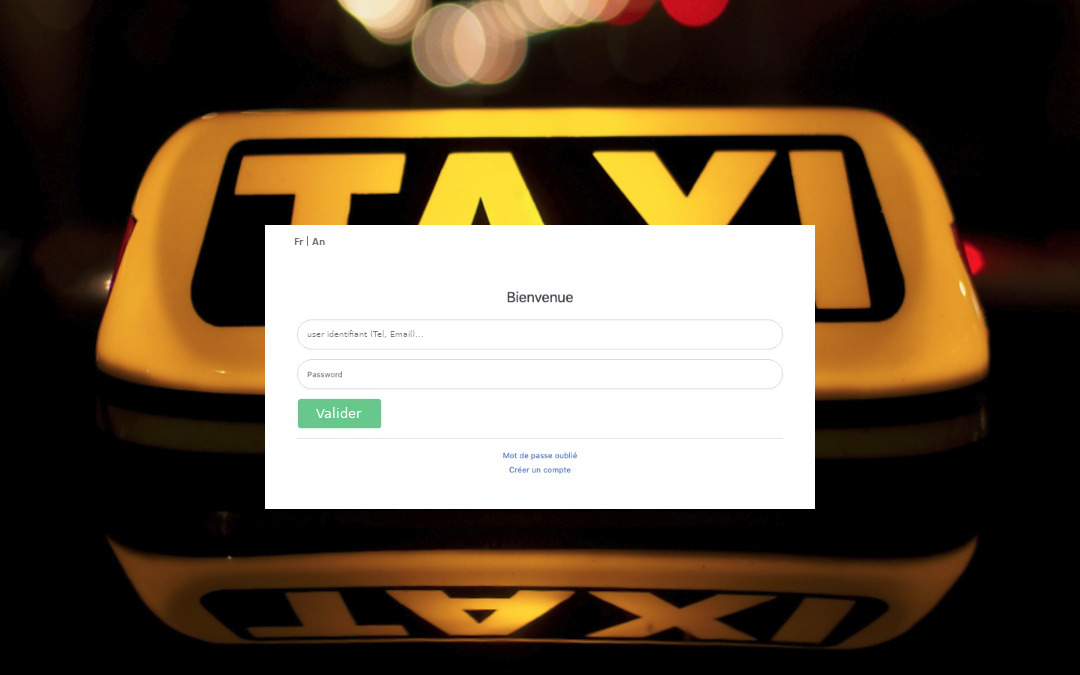 TAXI
Fr | An
Bienvenue
user identifiant (Tel, Email)...
Password
Valider
Mot de passe oublié
Créer un compte
TAXI